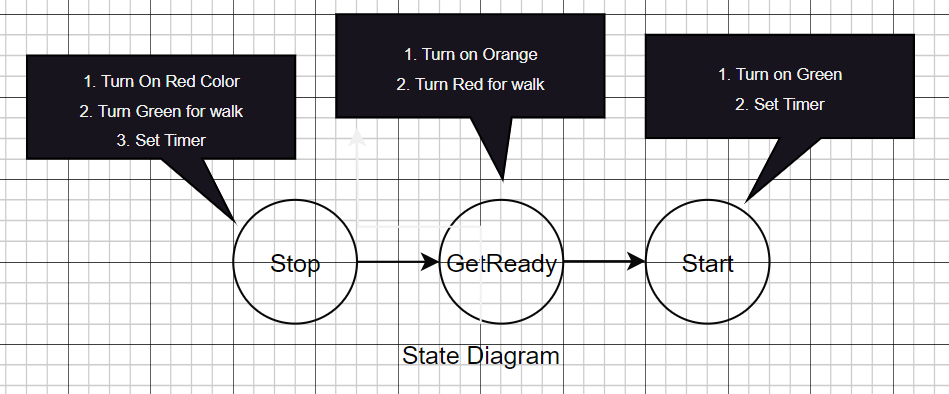 1. Turn On Red Color
2. Turn Green for walk
3. Set Timer
1. Turn on Orange
2. Turn Red for walk
1. Turn on Green
2. Set Timer
Stop
GetReady
Start
State Diagram